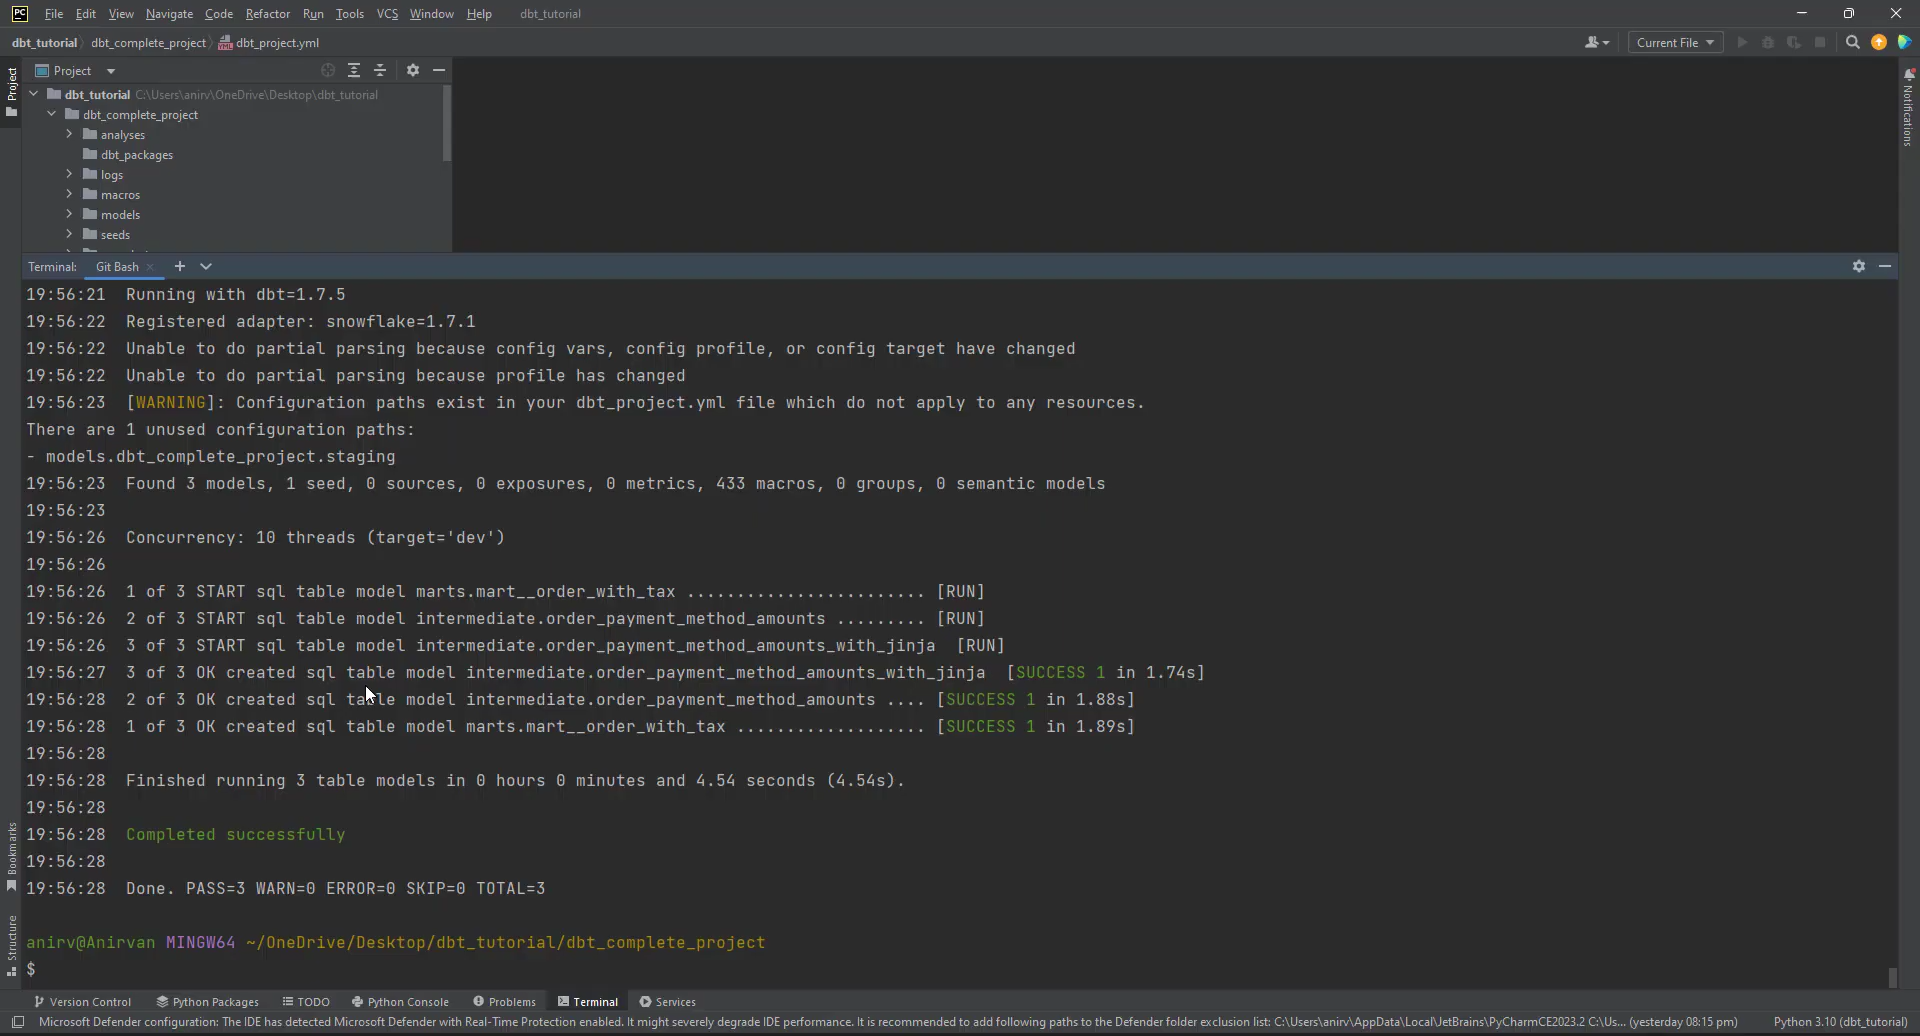 PC File Edit View Navigate Code Refactor Run Tools VCS Window Help dbt_tutorial
dbt_tutorial dbt_complete_project dbt_project.yml Current File
Project
Project
dbt_tutorial C:\Users\anirv\OneDrive\Desktop\dbt_tutorial
dbt_complete_project
analyses
dbt_packages
logs
macros
models
seeds
Notifications
Terminal: Git Bash
19:56:21 Running with dbt=1.7.5
19:56:22 Registered adapter: snowflake=1.7.1
19:56:22 Unable to do partial parsing because config vars, config profile, or config target have changed
19:56:22 Unable to do partial parsing because profile has changed
19:56:23 [WARNING]: Configuration paths exist in your dbt_project.yml file which do not apply to any resources.
There are 1 unused configuration paths:
- models.dbt_complete_project.staging
19:56:23 Found 3 models, 1 seed, 0 sources, 0 exposures, 0 metrics, 433 macros, 0 groups, 0 semantic models
19:56:23
19:56:26 Concurrency: 10 threads (target='dev')
19:56:26
19:56:26 1 of 3 START sql table model marts.mart__order_with_tax ........................ [RUN]
19:56:26 2 of 3 START sql table model intermediate.order_payment_method_amounts ......... [RUN]
19:56:26 3 of 3 START sql table model intermediate.order_payment_method_amounts_with_jinja [RUN]
19:56:27 3 of 3 OK created sql table model intermediate.order_payment_method_amounts_with_jinja [SUCCESS 1 in 1.74s]
19:56:28 2 of 3 OK created sql table model intermediate.order_payment_method_amounts .... [SUCCESS 1 in 1.88s]
19:56:28 1 of 3 OK created sql table model marts.mart__order_with_tax ................... [SUCCESS 1 in 1.89s]
19:56:28
19:56:28 Finished running 3 table models in 0 hours 0 minutes and 4.54 seconds (4.54s).
19:56:28
19:56:28 Completed successfully
19:56:28
19:56:28 Done. PASS=3 WARN=0 ERROR=0 SKIP=0 TOTAL=3
anirv@Anirvan MINGW64 ~/OneDrive/Desktop/dbt_tutorial/dbt_complete_project
$
Bookmarks
Structure
Version Control Python Packages TODO Python Console Problems Terminal Services
Microsoft Defender configuration: The IDE has detected Microsoft Defender with Real-Time Protection enabled. It might severely degrade IDE performance. It is recommended to add following paths to the Defender folder exclusion list: C:\Users\anirv\AppData\Local\JetBrains\PyCharmCE2023.2 C:\Us... (yesterday 08:15 pm) Python 3.10 (dbt_tutorial)